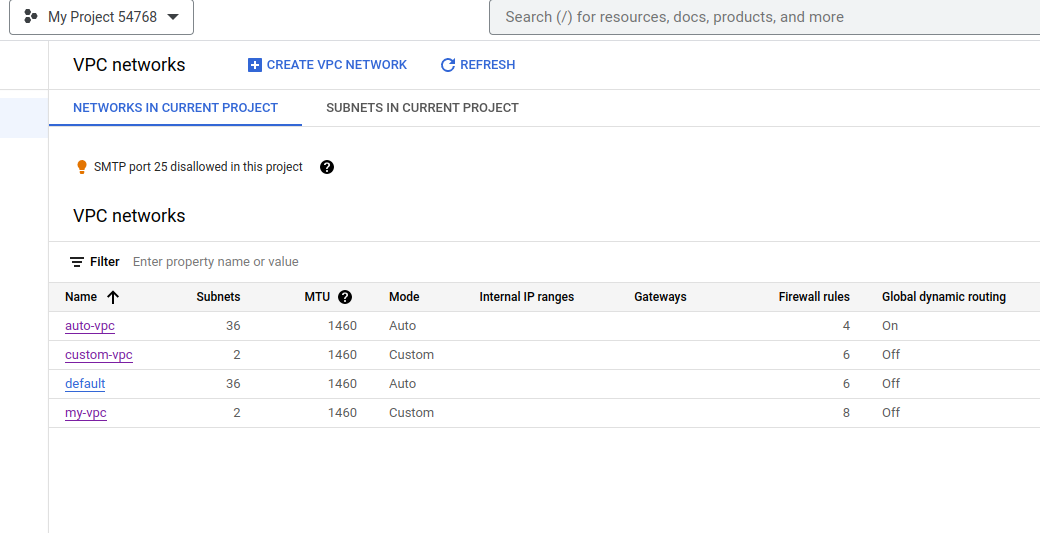 My Project 54768 Search (/) for resources, docs, products, and more
VPC networks CREATE VPC NETWORK REFRESH
NETWORKS IN CURRENT PROJECT SUBNETS IN CURRENT PROJECT
SMTP port 25 disallowed in this project ?
VPC networks
Filter Enter property name or value
Name Subnets MTU ? Mode Internal IP ranges Gateways Firewall rules Global dynamic routing
auto-vpc 36 1460 Auto 4 On
custom-vpc 2 1460 Custom 6 Off
default 36 1460 Auto 6 Off
my-vpc 2 1460 Custom 8 Off